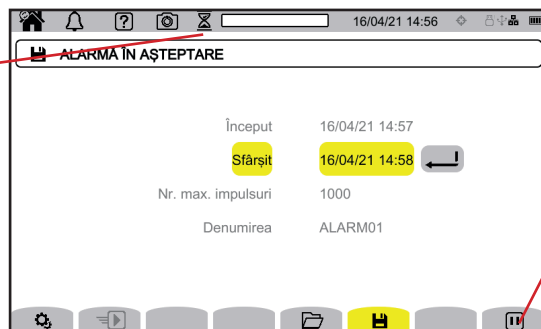 16/04/21 14:56
ALARMĂ ÎN AȘTEPTARE
Început 16/04/21 14:57
Sfârșit 16/04/21 14:58
Nr. max. impulsuri 1000
Denumirea ALARM01